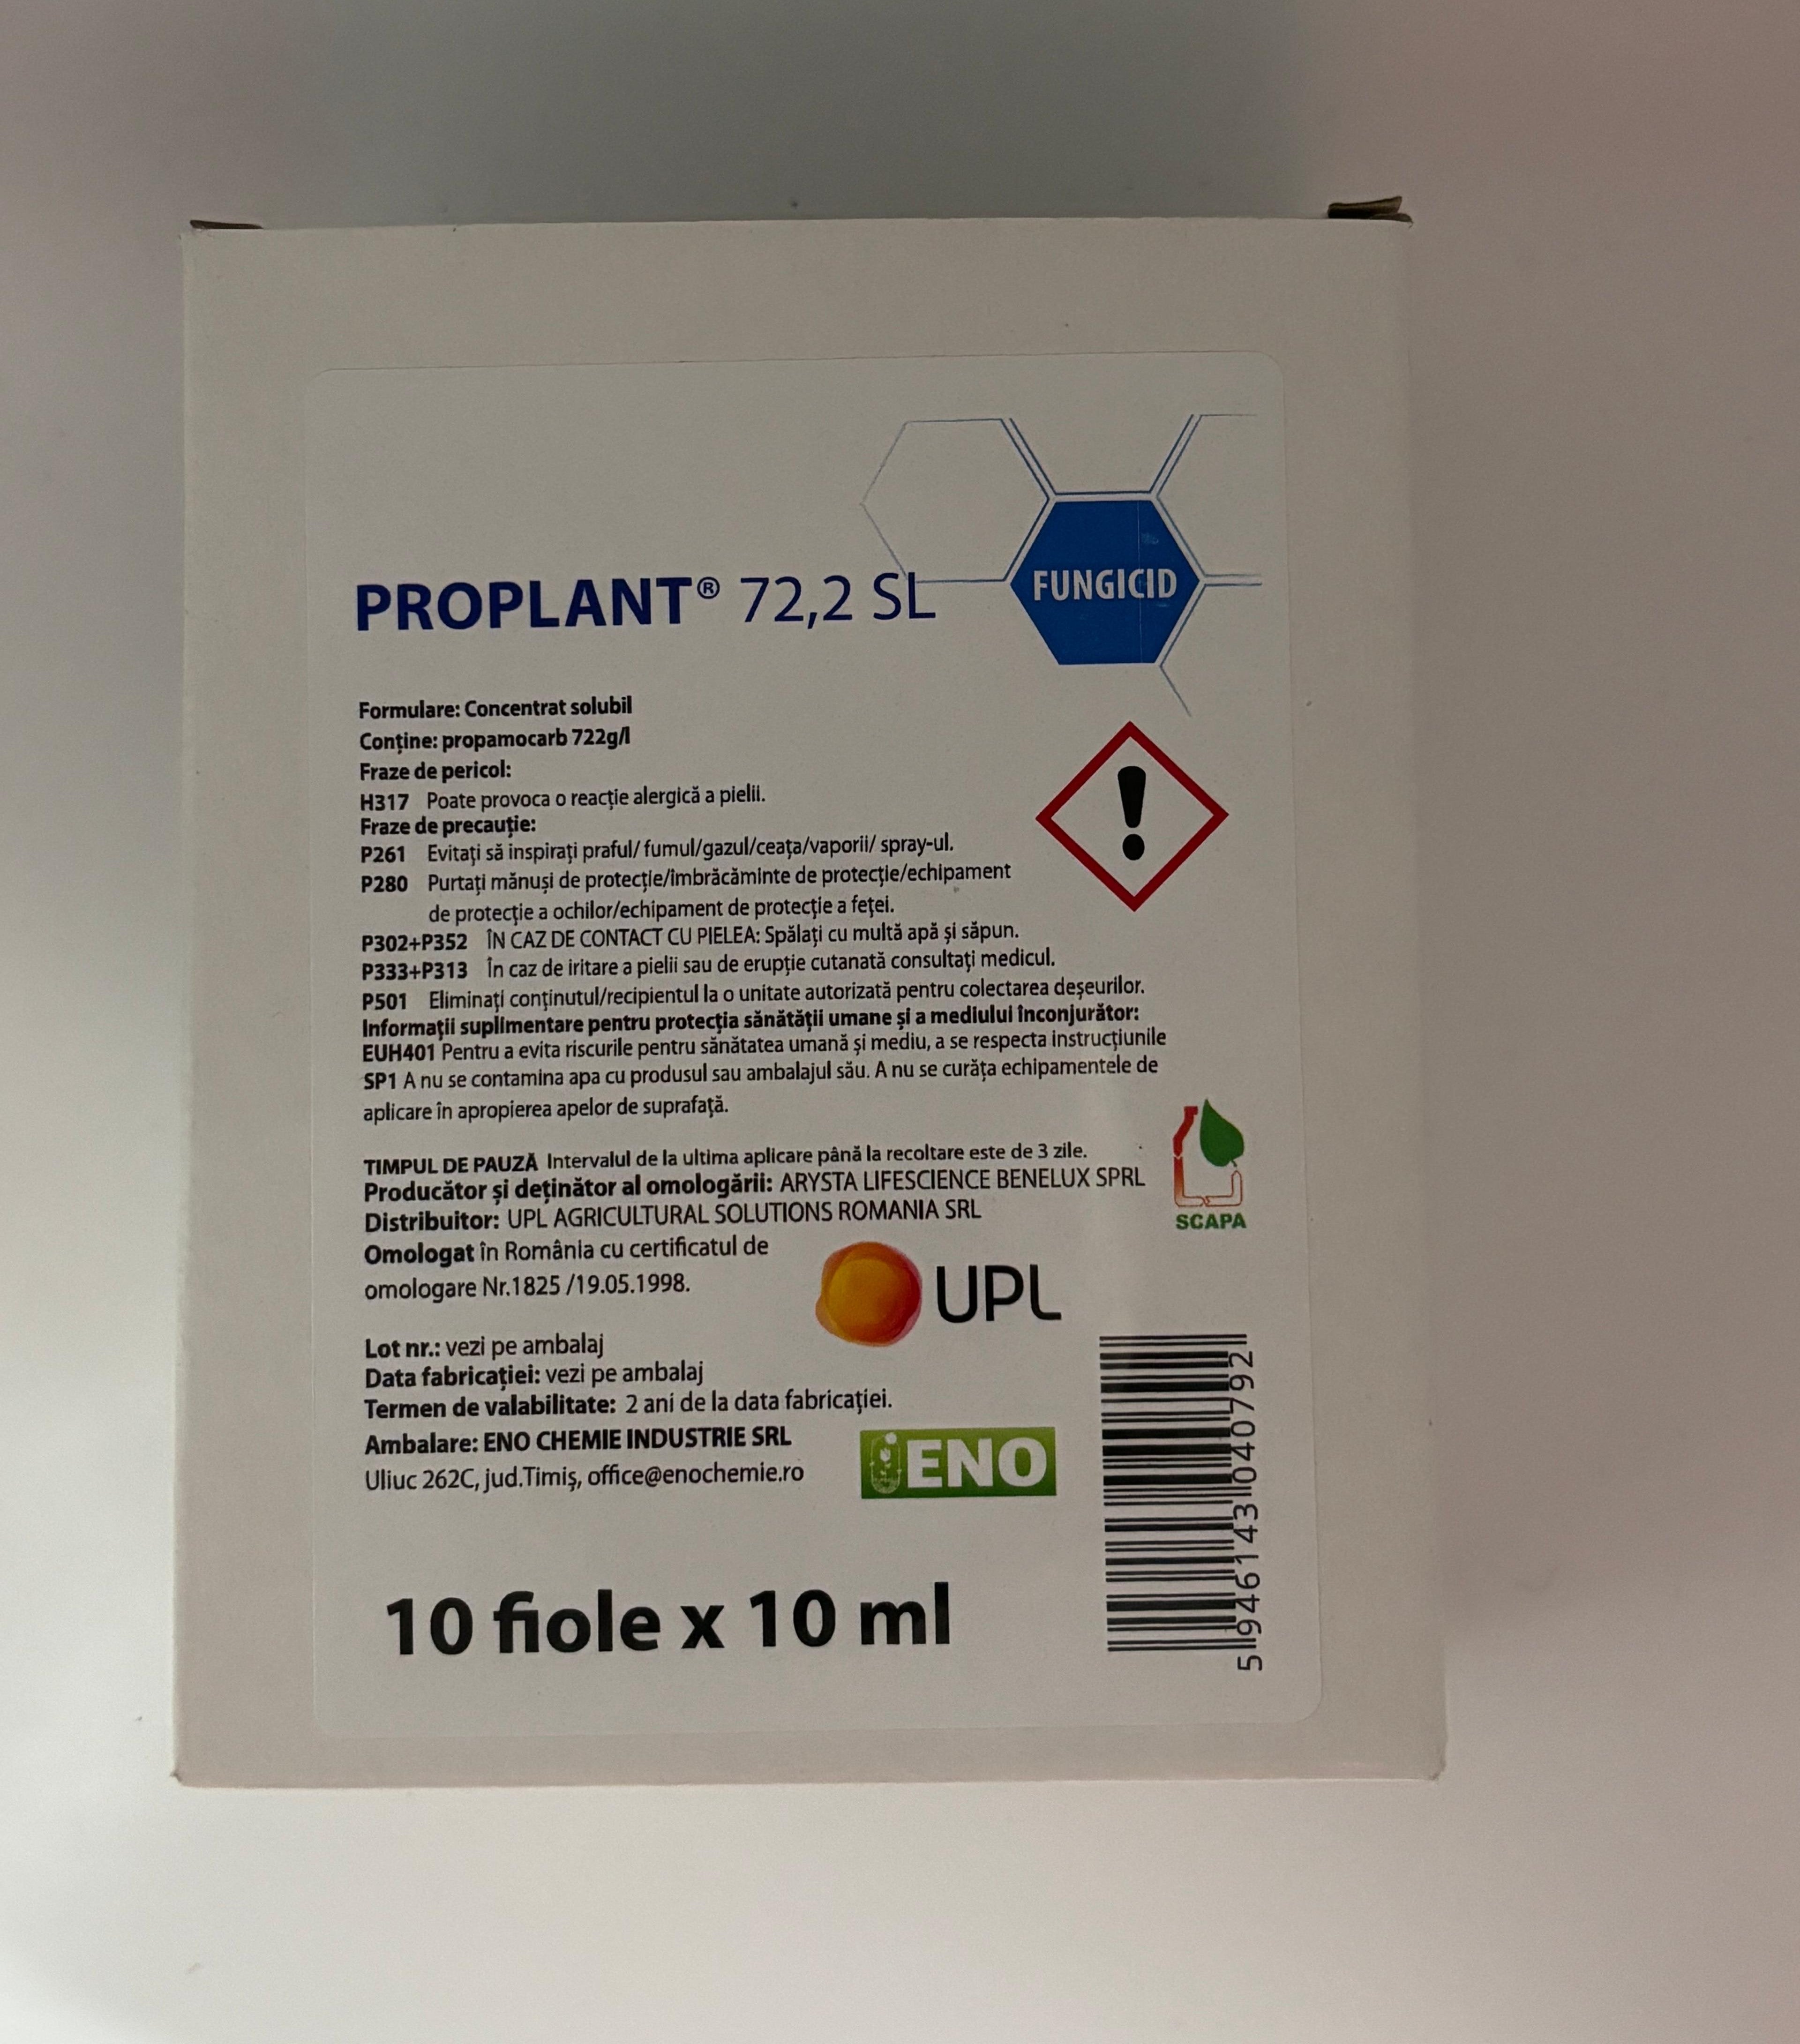 FUNGICID
PROPLANT® 72,2 SL
Formulare: Concentrat solubil
Conține: propamocarb 722g/l
Fraze de pericol:
H317 Poate provoca o reacție alergică a pielii.
Fraze de precauție:
P261 Evitați să inspirați praful/ fumul/gazul/ceața/vaporii/ spray-ul.
P280 Purtați mănuși de protecție/îmbrăcăminte de protecție/echipament
de protecție a ochilor/echipament de protecție a feței.
P302+P352 ÎN CAZ DE CONTACT CU PIELEA: Spălați cu multă apă și săpun.
P333+P313 În caz de iritare a pielii sau de erupție cutanată consultați medicul.
P501 Eliminați conținutul/recipientul la o unitate autorizată pentru colectarea deșeurilor.
Informații suplimentare pentru protecția sănătății umane și a mediului înconjurător:
EUH401 Pentru a evita riscurile pentru sănătatea umană și mediu, a se respecta instrucțiunile
SP1 A nu se contamina apa cu produsul sau ambalajul său. A nu se curăța echipamentele de
aplicare în apropierea apelor de suprafață.
TIMPUL DE PAUZĂ Intervalul de la ultima aplicare până la recoltare este de 3 zile.
Producător și deținător al omologării: ARYSTA LIFESCIENCE BENELUX SPRL
Distribuitor: UPL AGRICULTURAL SOLUTIONS ROMANIA SRL
SCAPA
Omologat în România cu certificatul de
omologare Nr.1825 /19.05.1998.
UPL
Lot nr.: vezi pe ambalaj
Data fabricației: vezi pe ambalaj
Termen de valabilitate: 2 ani de la data fabricației.
Ambalare: ENO CHEMIE INDUSTRIE SRL
Uliuc 262C, jud.Timiș, office@enochemie.ro
ENO
5 946143 040792
10 fiole x 10 ml